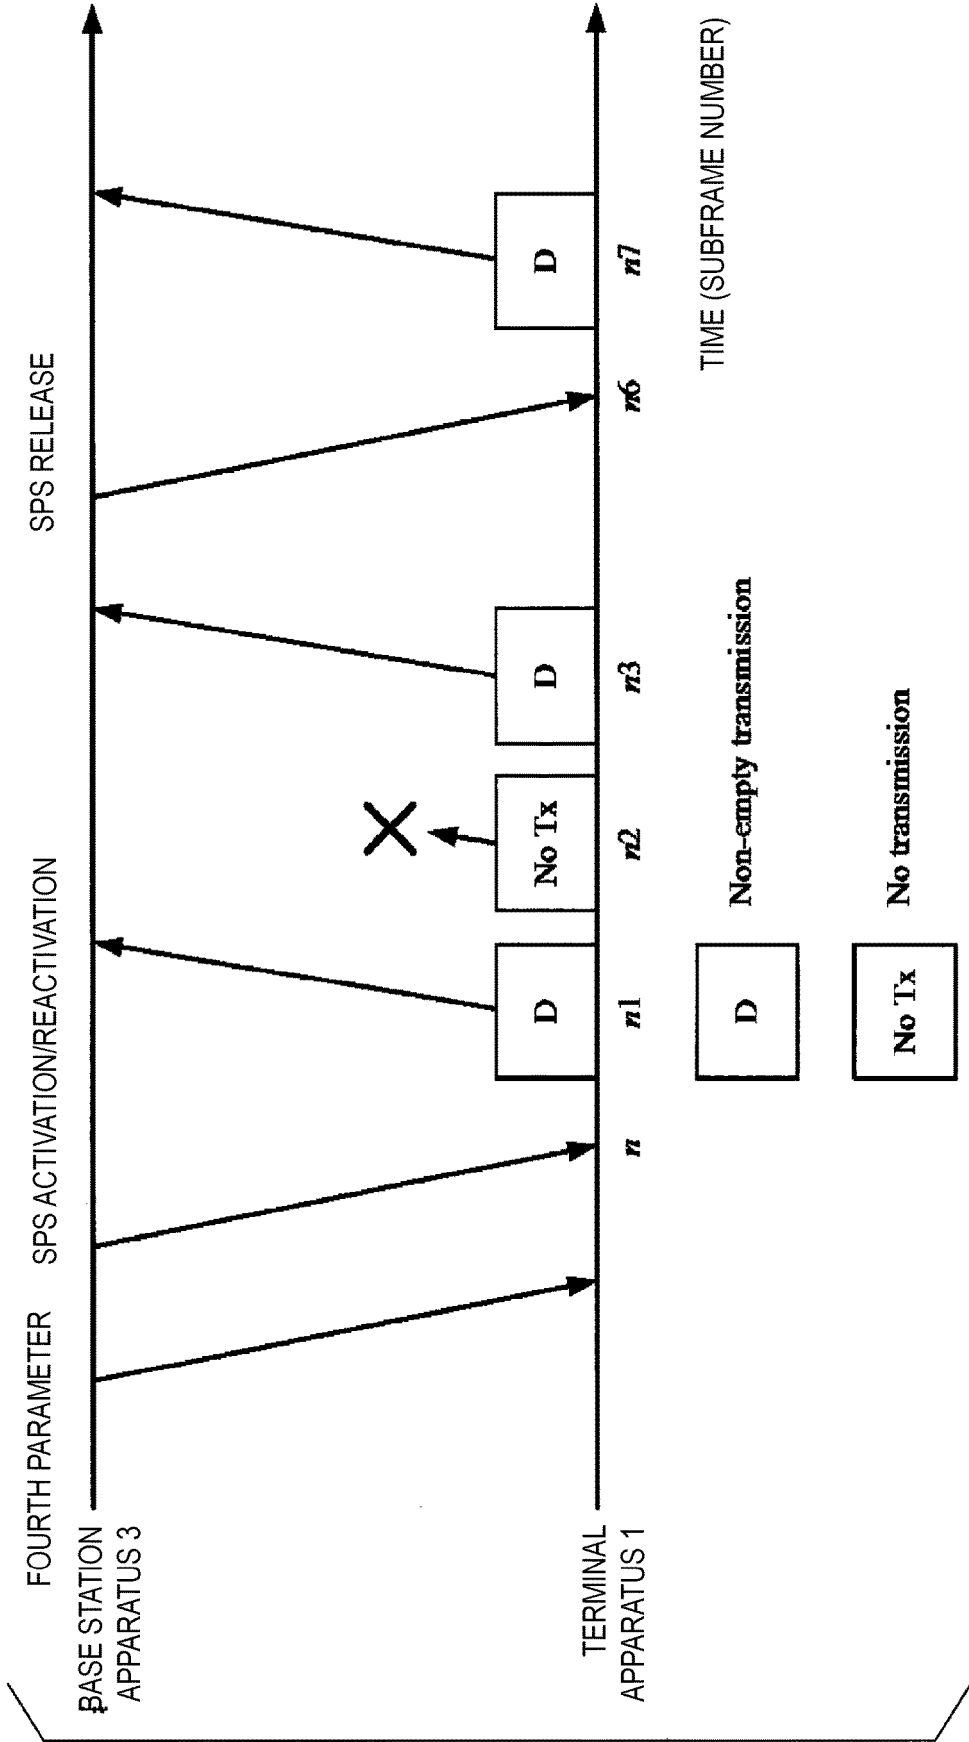 FOURTH PARAMETER
SPS ACTIVATION/REACTIVATION
SPS RELEASE
BASE STATION
APPARATUS 3
No Tx
D
D
D
TERMINAL
APPARATUS 1
n
n1
n2
n3
n6
n7
TIME (SUBFRAME NUMBER)
D
Non-empty transmission
No Tx
No transmission